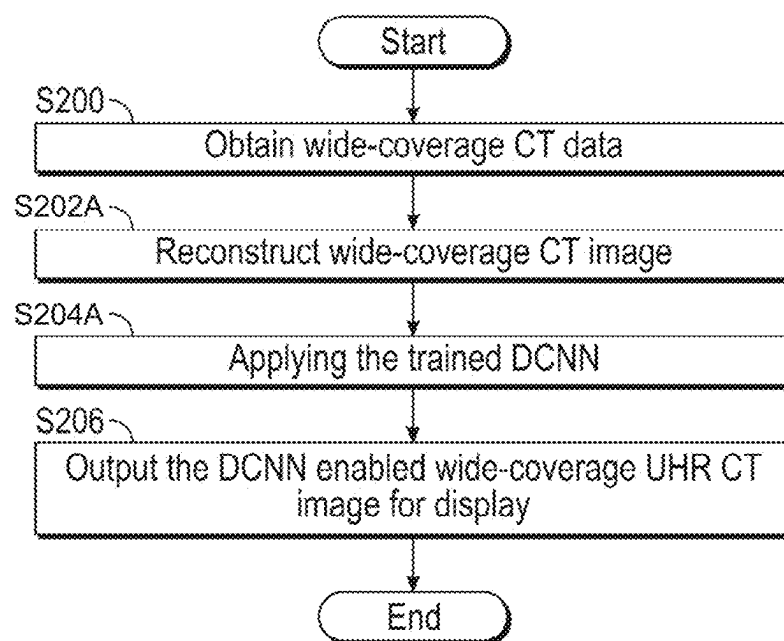 Start
S200
Obtain wide-coverage CT data
S202A
Reconstruct wide-coverage CT image
S204A
Applying the trained DCNN
S206
Output the DCNN enabled wide-coverage UHR CT
image for display
End